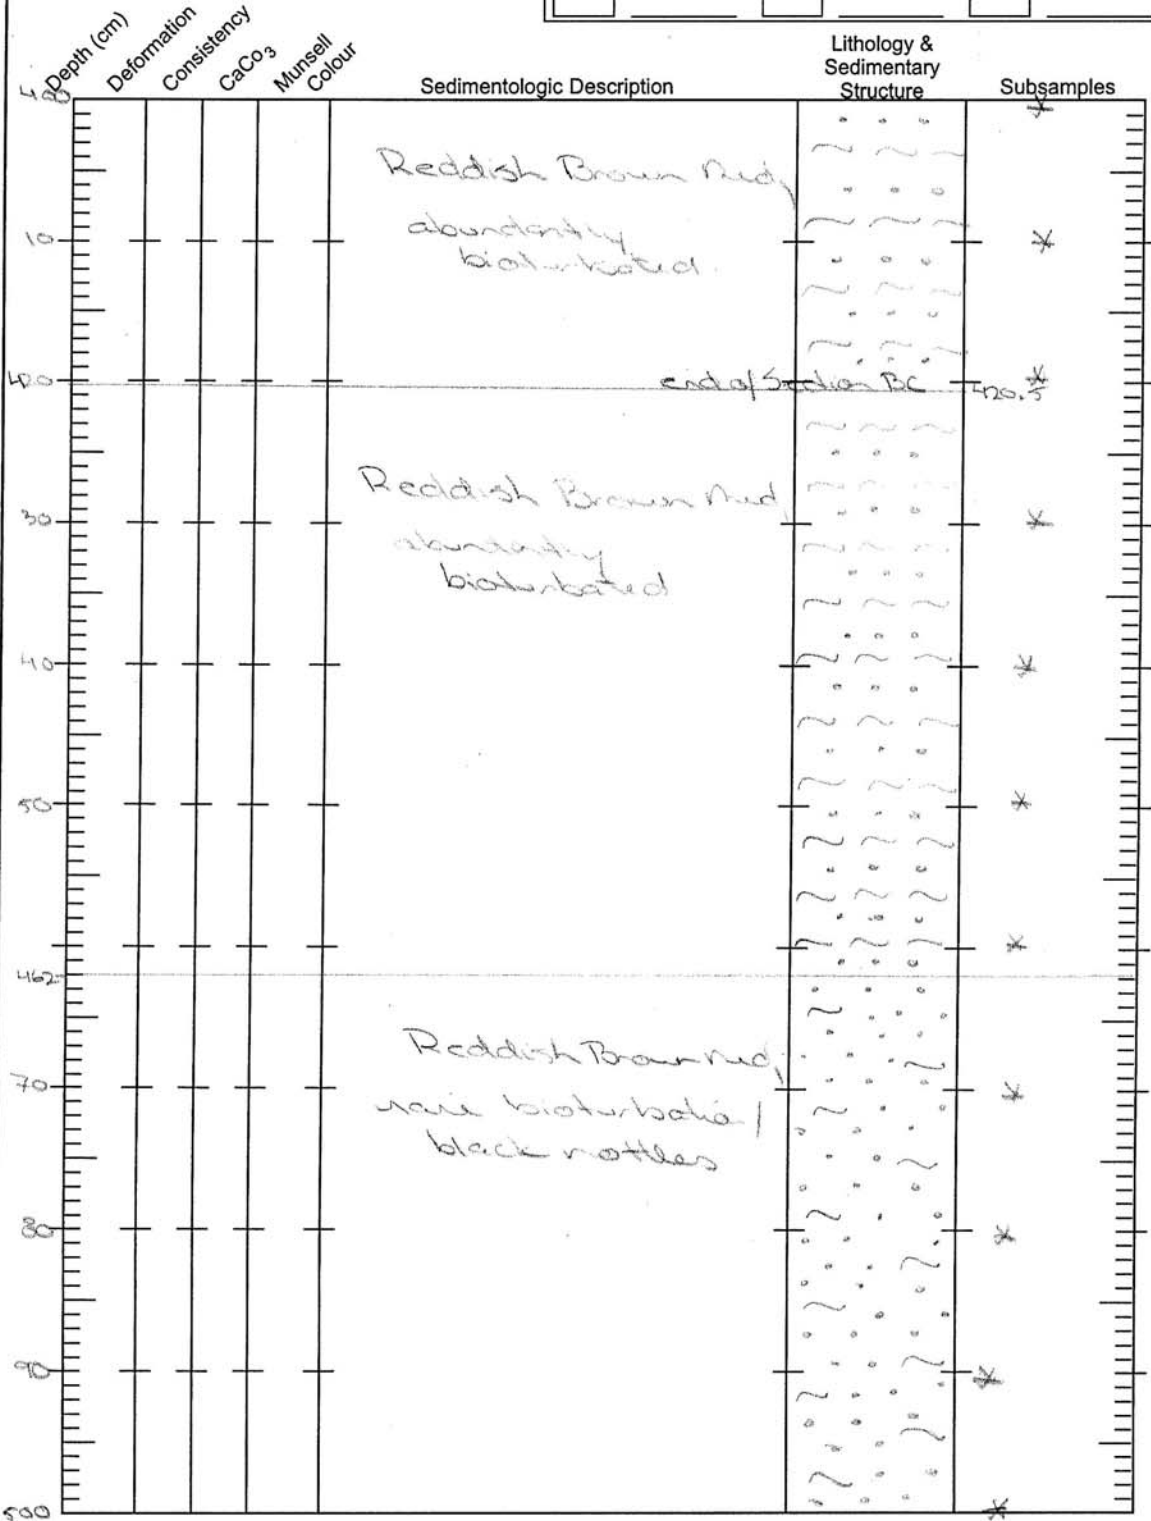 Depth (cm)
Deformation
Consistency
CaCo3
Munsell
Colour
Sedimentologic Description
Lithology &
Sedimentary
Structure
Subsamples
400
Reddish Brown Mud,
abundantly
bioturbated
10
420
end of Section BC 420.5
Reddish Brown Mud,
30
abundantly
bioturbated
40
50
462
Reddish Brown Mud,
70
rare bioturbation/
black mottles
80
90
500